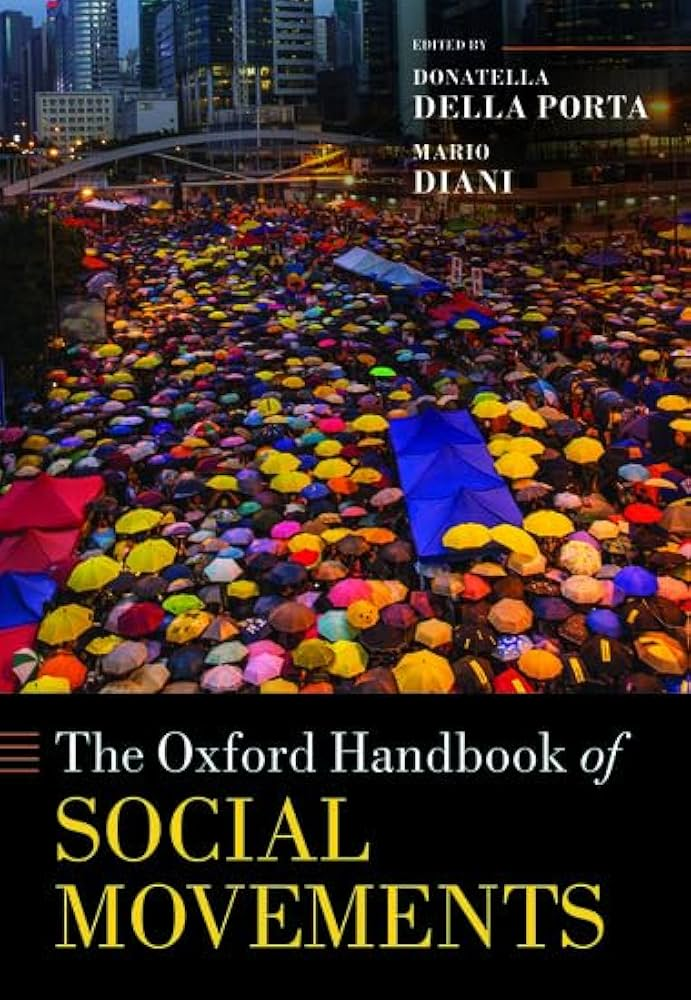 EDITED BY
DONATELLA
DELLA PORTA
MARIO
DIANI
The Oxford Handbook of
SOCIAL
MOVEMENTS